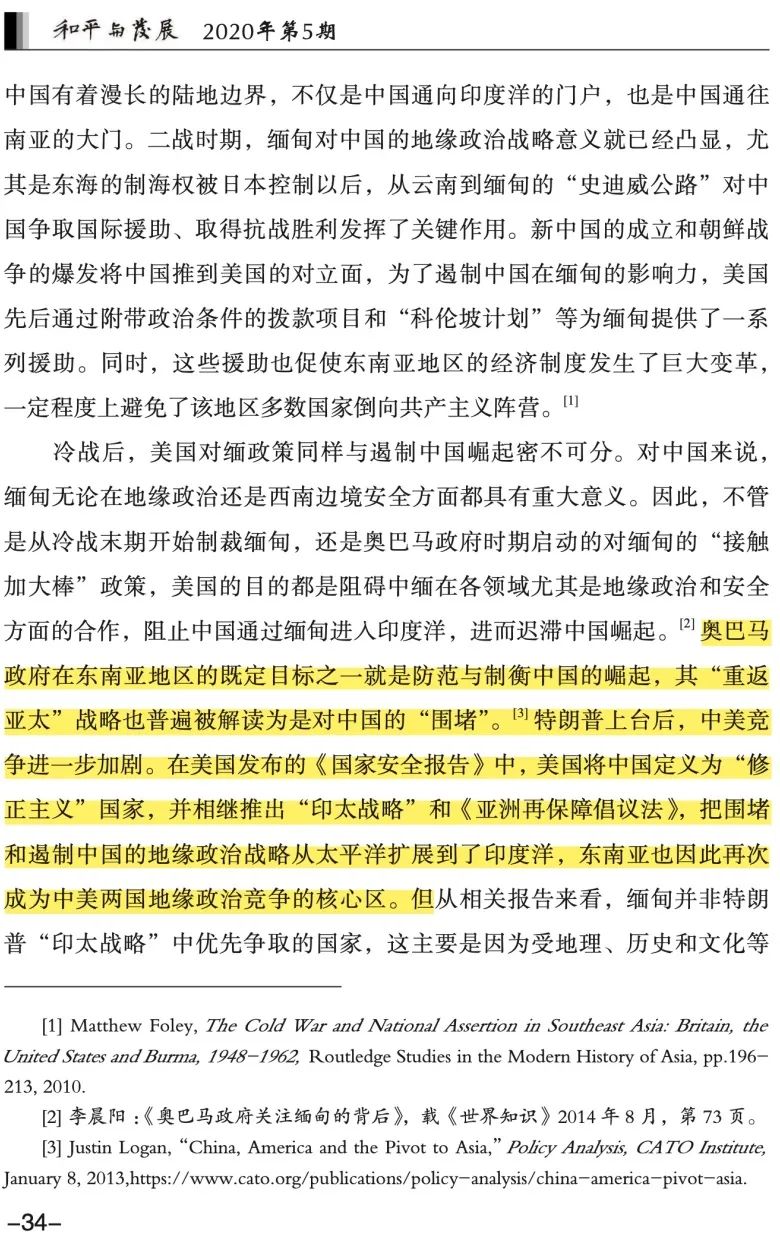 和平与发展 2020年第5期
中国有着漫长的陆地边界，不仅是中国通向印度洋的门户，也是中国通往
南亚的大门。二战时期，缅甸对中国的地缘政治战略意义就已经凸显，尤
其是东海的制海权被日本控制以后，从云南到缅甸的“史迪威公路”对中
国争取国际援助、取得抗战胜利发挥了关键作用。新中国的成立和朝鲜战
争的爆发将中国推到美国的对立面，为了遏制中国在缅甸的影响力，美国
先后通过附带政治条件的拨款项目和“科伦坡计划”等为缅甸提供了一系
列援助。同时，这些援助也促使东南亚地区的经济制度发生了巨大变革，
一定程度上避免了该地区多数国家倒向共产主义阵营。[1]
冷战后，美国对缅政策同样与遏制中国崛起密不可分。对中国来说，
缅甸无论在地缘政治还是西南边境安全方面都具有重大意义。因此，不管
是从冷战末期开始制裁缅甸，还是奥巴马政府时期启动的对缅甸的“接触
加大棒”政策，美国的目的都是阻碍中缅在各领域尤其是地缘政治和安全
方面的合作，阻止中国通过缅甸进入印度洋，进而迟滞中国崛起。[2]奥巴马
政府在东南亚地区的既定目标之一就是防范与制衡中国的崛起，其“重返
亚太”战略也普遍被解读为是对中国的“围堵”。[3]特朗普上台后，中美竞
争进一步加剧。在美国发布的《国家安全报告》中，美国将中国定义为“修
正主义”国家，并相继推出“印太战略”和《亚洲再保障倡议法》，把围堵
和遏制中国的地缘政治战略从太平洋扩展到了印度洋，东南亚也因此再次
成为中美两国地缘政治竞争的核心区。但从相关报告来看，缅甸并非特朗
普“印太战略”中优先争取的国家，这主要是因为受地理、历史和文化等
[1] Matthew Foley, The Cold War and National Assertion in Southeast Asia: Britain, the
United States and Burma, 1948-1962, Routledge Studies in the Modern History of Asia, pp.196-
213, 2010.
[2] 李晨阳：《奥巴马政府关注缅甸的背后》，载《世界知识》2014 年 8 月，第 73 页。
[3] Justin Logan, “China, America and the Pivot to Asia,” Policy Analysis, CATO Institute,
January 8, 2013,https://www.cato.org/publications/policy-analysis/china-america-pivot-asia.
-34-